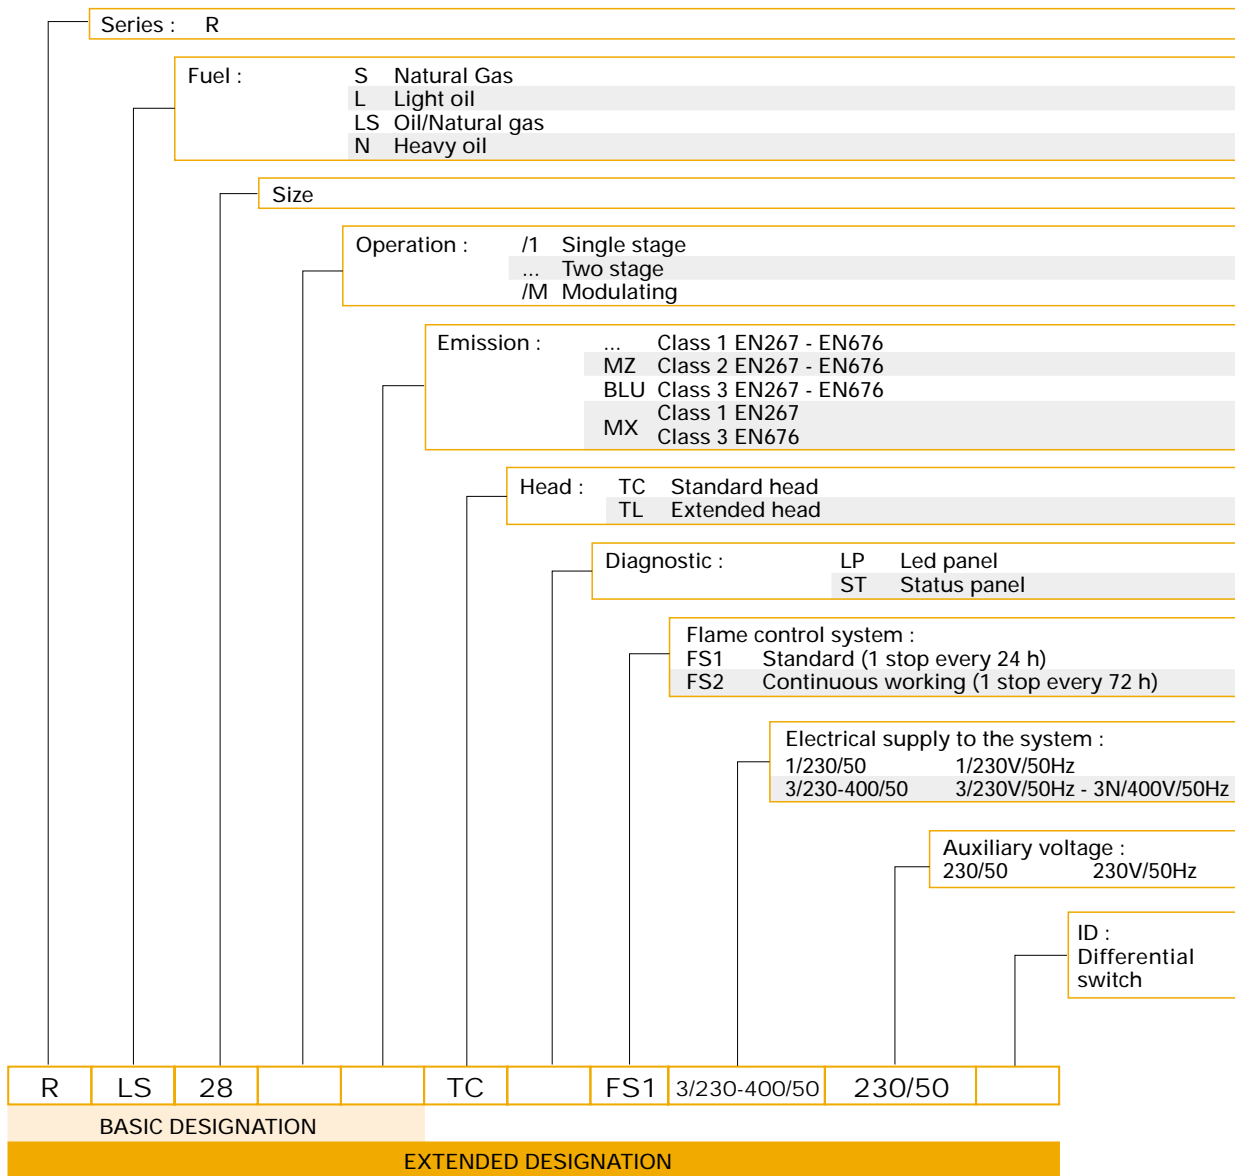 Series : R
Fuel : S Natural Gas
L Light oil
LS Oil/Natural gas
N Heavy oil
Size
Operation : /1 Single stage
... Two stage
/M Modulating
Emission : ... Class 1 EN267 - EN676
MZ Class 2 EN267 - EN676
BLU Class 3 EN267 - EN676
MX Class 1 EN267
Class 3 EN676
Head : TC Standard head
TL Extended head
Diagnostic : LP Led panel
ST Status panel
Flame control system :
FS1 Standard (1 stop every 24 h)
FS2 Continuous working (1 stop every 72 h)
Electrical supply to the system :
1/230/50 1/230V/50Hz
3/230-400/50 3/230V/50Hz - 3N/400V/50Hz
Auxiliary voltage :
230/50 230V/50Hz
ID :
Differential
switch
R LS 28 TC FS1 3/230-400/50 230/50
BASIC DESIGNATION
EXTENDED DESIGNATION